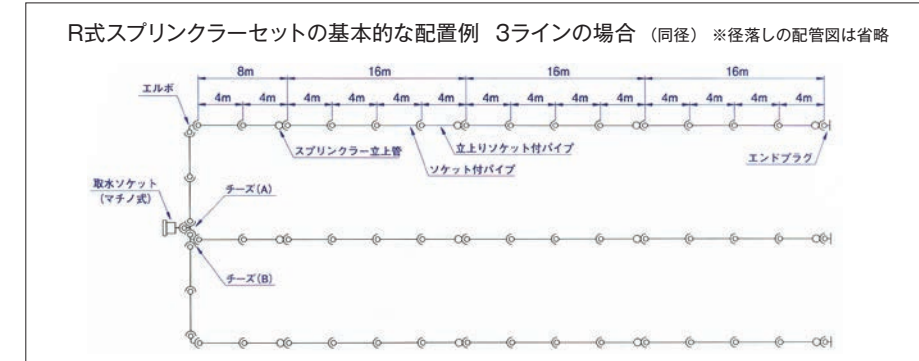 R式スプリンクラーセットの基本的な配置例 3ラインの場合 (同径) ※径落しの配管図は省略
8m 16m 16m 16m
4m 4m 4m 4m 4m 4m 4m 4m 4m 4m 4m 4m 4m 4m
エルボ
スプリンクラー立上管
立上りソケット付パイプ
ソケット付パイプ
エンドプラグ
取水ソケット
(マチノ式)
チーズ(A)
チーズ(B)